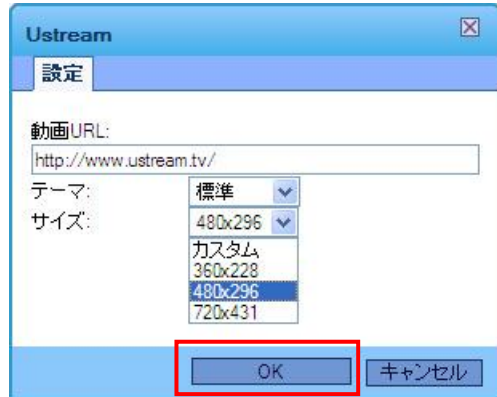 Ustream
設定
動画URL:
http://www.ustream.tv/
テーマ: 標準
サイズ: 480x296
カスタム
360x228
480x296
720x431
OK キャンセル